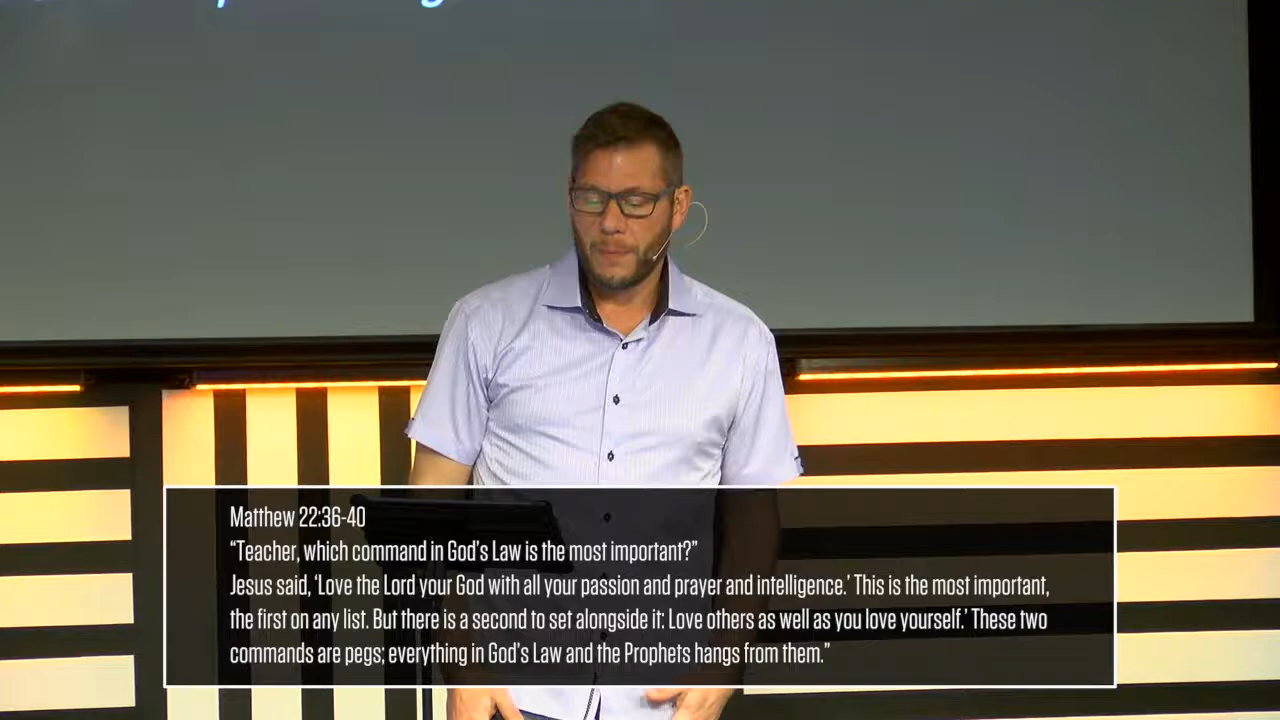 Matthew 22:36-40
“Teacher, which command in God’s Law is the most important?”
Jesus said, ‘Love the Lord your God with all your passion and prayer and intelligence.’ This is the most important,
the first on any list. But there is a second to set alongside it: Love others as well as you love yourself.’ These two
commands are pegs; everything in God’s Law and the Prophets hangs from them.”